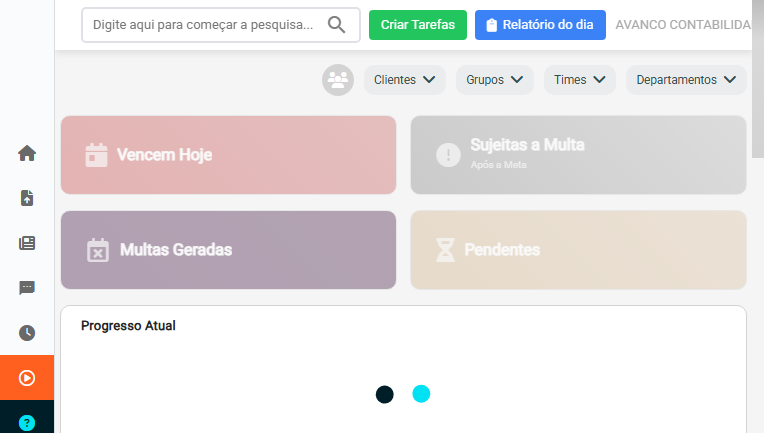 Digite aqui para começar a pesquisa...
Criar Tarefas
Relatório do dia
AVANCO CONTABILIDA
Clientes
Grupos
Times
Departamentos
Vencem Hoje
Sujeitas a Multa
Após a Meta
Multas Geradas
Pendentes
Progresso Atual
?